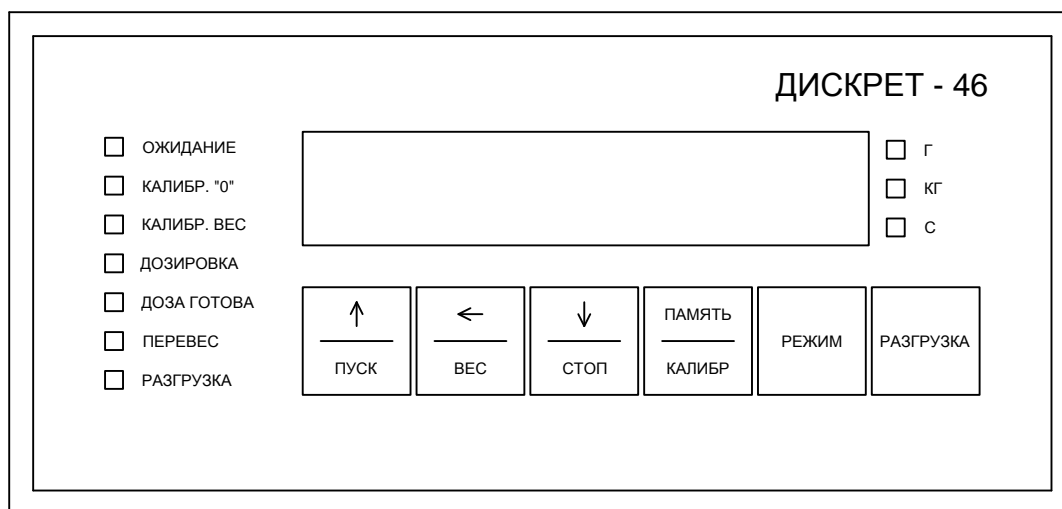 ДИСКРЕТ - 46
ОЖИДАНИЕ
КАЛИБР. "0"
КАЛИБР. ВЕС
ДОЗИРОВКА
ДОЗА ГОТОВА
ПЕРЕВЕС
РАЗГРУЗКА
Г
КГ
С
↑
ПУСК
←
ВЕС
↓
СТОП
ПАМЯТЬ
КАЛИБР
РЕЖИМ
РАЗГРУЗКА